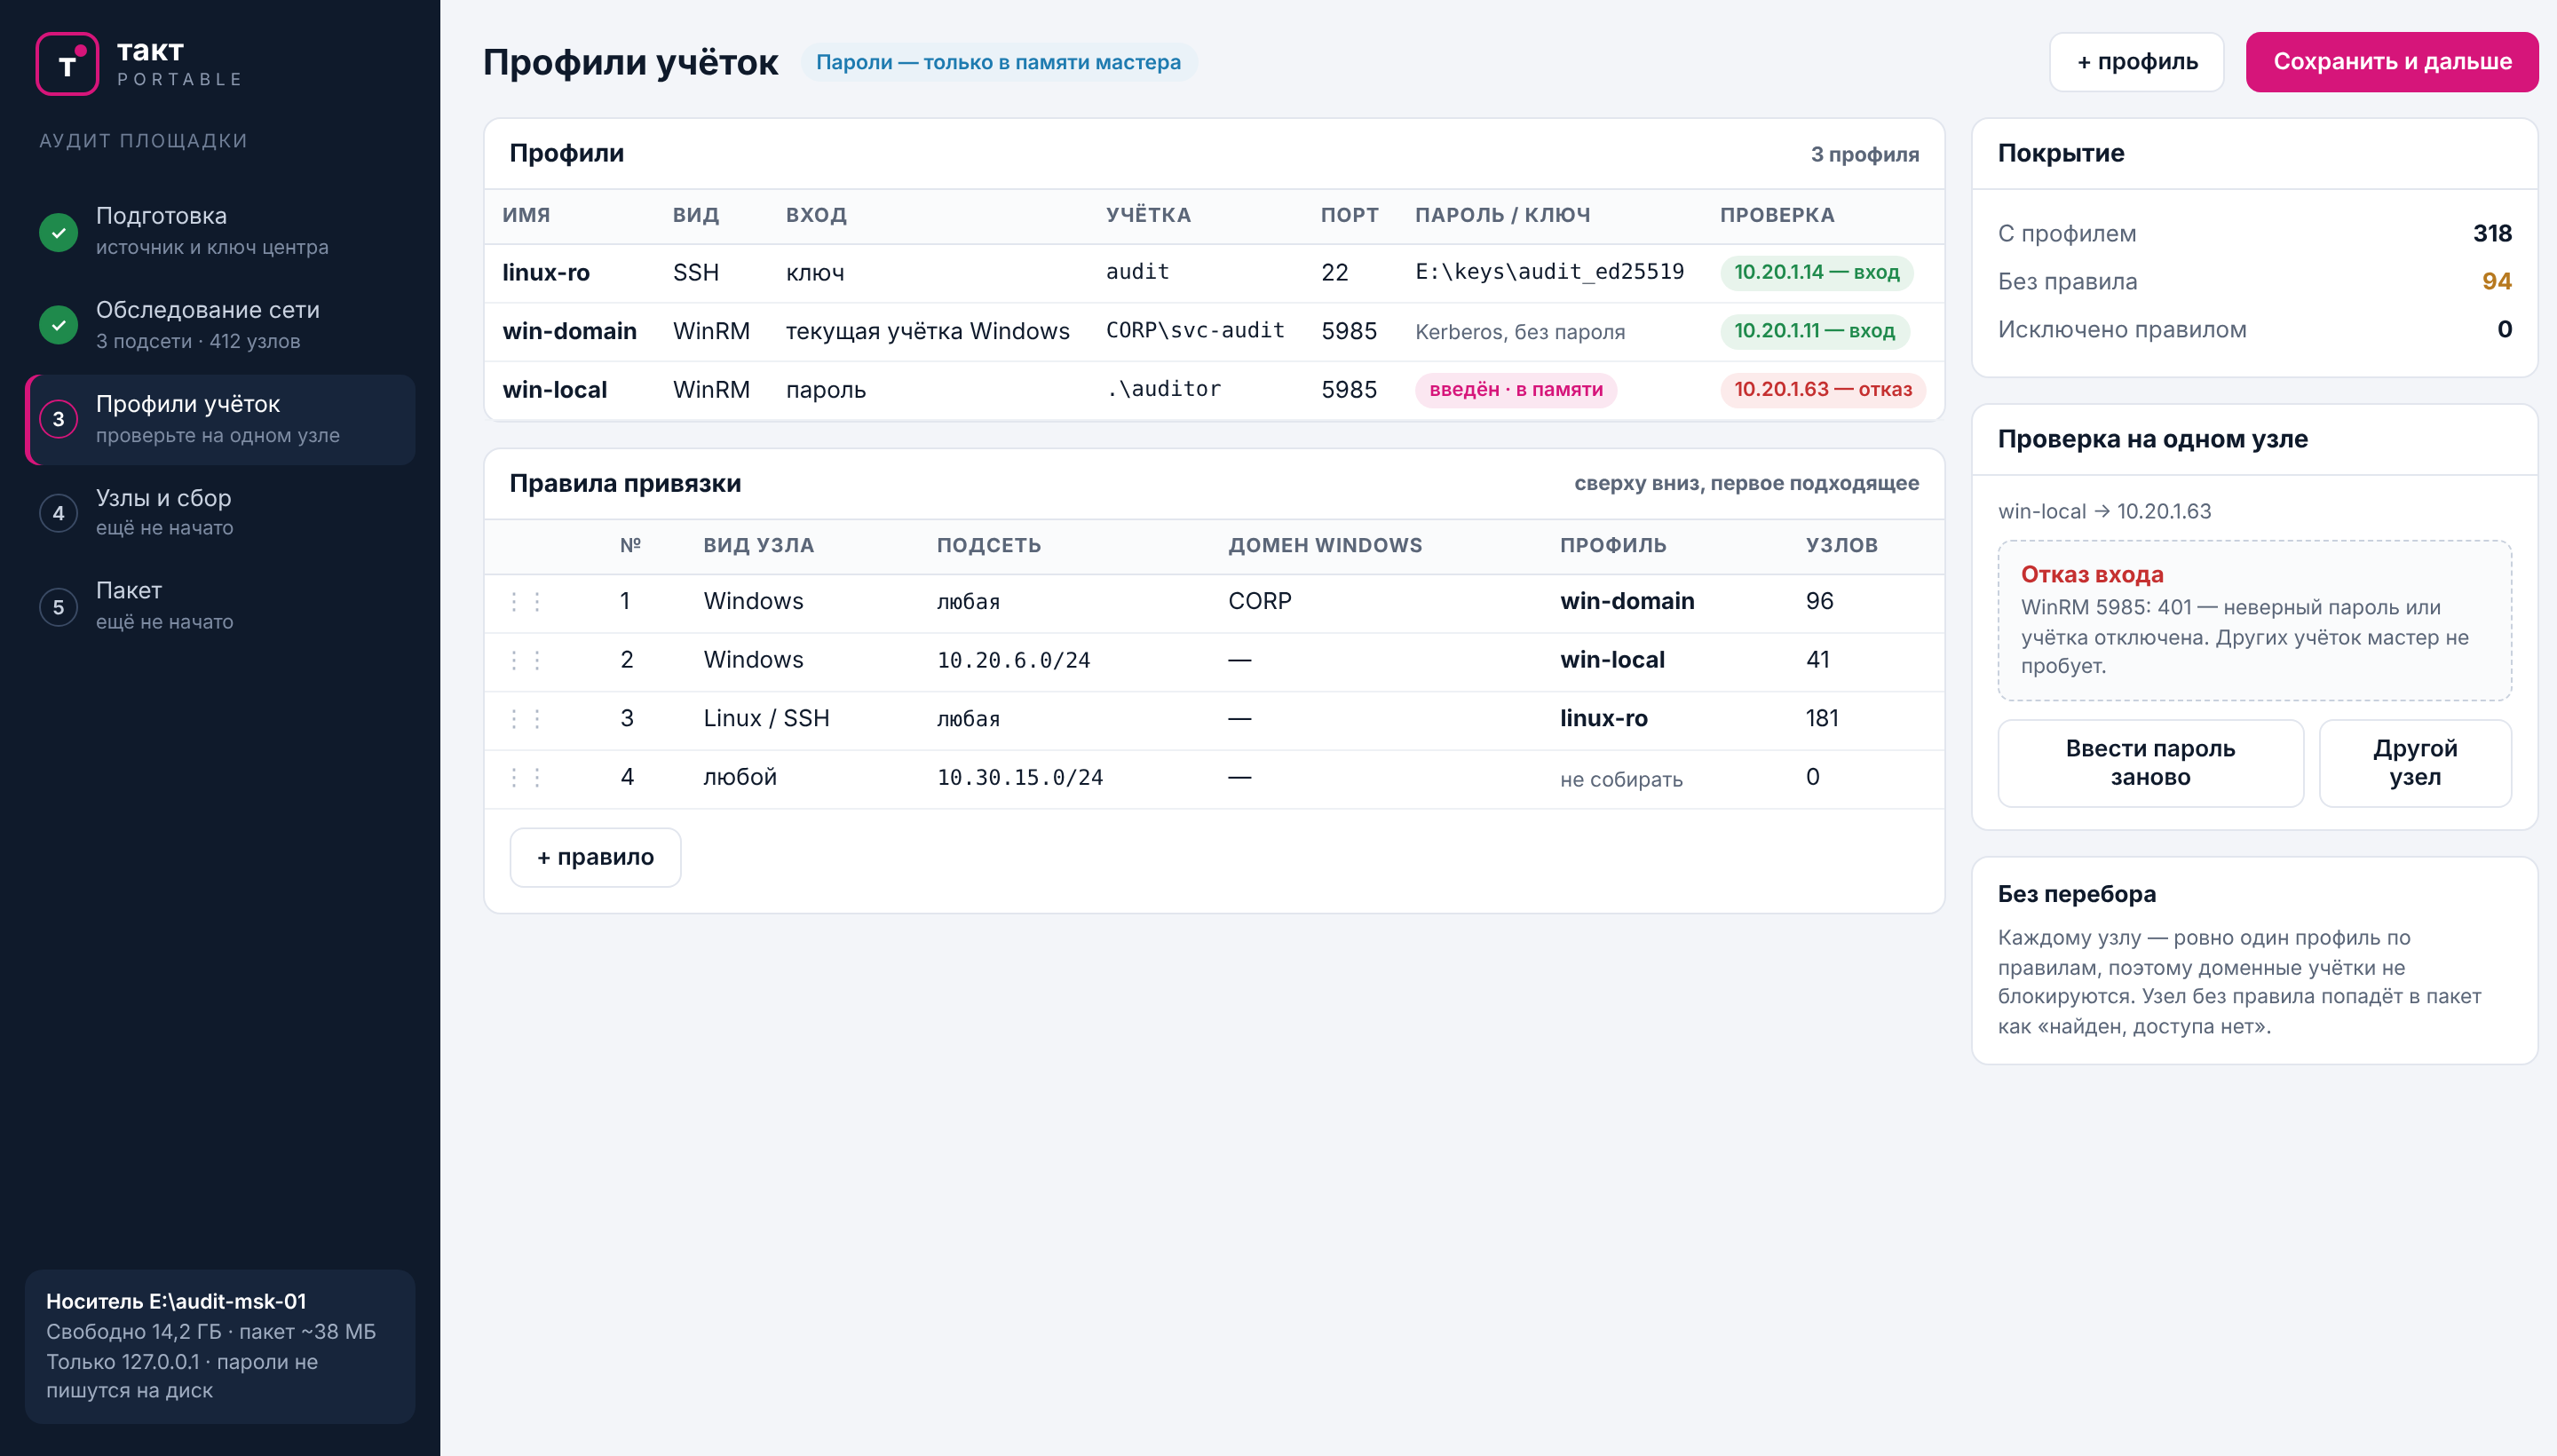 т
такт
PORTABLE
АУДИТ ПЛОЩАДКИ
Подготовка
источник и ключ центра
Обследование сети
3 подсети · 412 узлов
3
Профили учёток
проверьте на одном узле
4
Узлы и сбор
ещё не начато
5
Пакет
ещё не начато
Носитель E:\audit-msk-01
Свободно 14,2 ГБ · пакет ~38 МБ
Только 127.0.0.1 · пароли не
пишутся на диск
Профили учёток
Пароли — только в памяти мастера
+ профиль
Сохранить и дальше
Профили
3 профиля
ИМЯ ВИД ВХОД УЧЁТКА ПОРТ ПАРОЛЬ / КЛЮЧ ПРОВЕРКА
linux-ro SSH ключ audit 22 E:\keys\audit_ed25519 10.20.1.14 — вход
win-domain WinRM текущая учётка Windows CORP\svc-audit 5985 Kerberos, без пароля 10.20.1.11 — вход
win-local WinRM пароль .\auditor 5985 введён · в памяти 10.20.1.63 — отказ
Правила привязки
сверху вниз, первое подходящее
№ ВИД УЗЛА ПОДСЕТЬ ДОМЕН WINDOWS ПРОФИЛЬ УЗЛОВ
1 Windows любая CORP win-domain 96
2 Windows 10.20.6.0/24 — win-local 41
3 Linux / SSH любая — linux-ro 181
4 любой 10.30.15.0/24 — не собирать 0
+ правило
Покрытие
С профилем 318
Без правила 94
Исключено правилом 0
Проверка на одном узле
win-local → 10.20.1.63
Отказ входа
WinRM 5985: 401 — неверный пароль или
учётка отключена. Других учёток мастер не
пробует.
Ввести пароль
заново
Другой
узел
Без перебора
Каждому узлу — ровно один профиль по
правилам, поэтому доменные учётки не
блокируются. Узел без правила попадёт в пакет
как «найден, доступа нет».